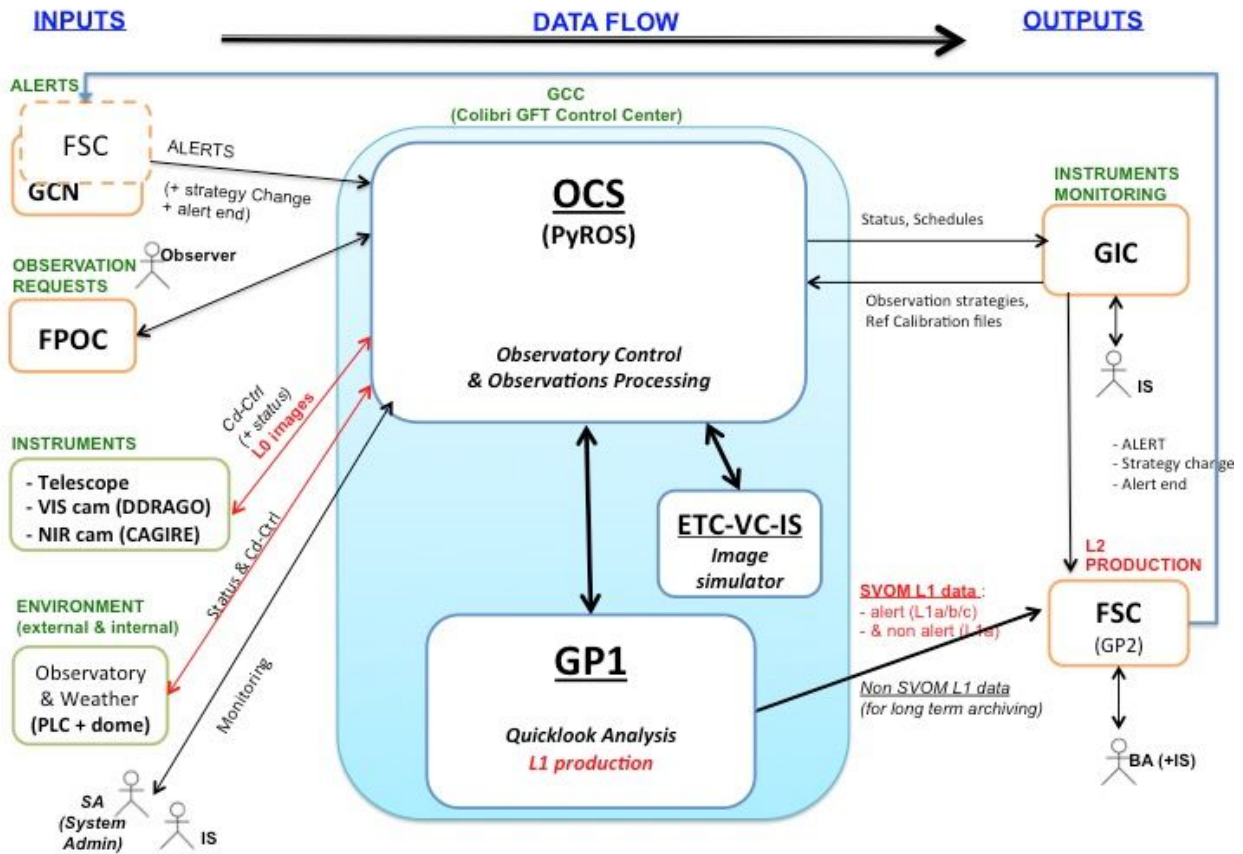 INPUTS
DATA FLOW
OUTPUTS
ALERTS
FSC
GCN
ALERTS
(+ strategy Change
+ alert end)
Observer
OBSERVATION
REQUESTS
FPOC
Cd-Ctrl
(+ status)
L0 images
INSTRUMENTS
- Telescope
- VIS cam (DDRAGO)
- NIR cam (CAGIRE)
Status & Cd-Ctrl
ENVIRONMENT
(external & internal)
Observatory
& Weather
(PLC + dome)
Monitoring
SA
(System
Admin)
IS
GCC
(Colibri GFT Control Center)
OCS
(PyROS)
Observatory Control
& Observations Processing
ETC-VC-IS
Image
simulator
GP1
Quicklook Analysis
L1 production
Status, Schedules
Observation strategies,
Ref Calibration files
INSTRUMENTS
MONITORING
GIC
IS
- ALERT
- Strategy change
- Alert end
L2
PRODUCTION
SVOM L1 data :
- alert (L1a/b/c)
- & non alert (L1a)
Non SVOM L1 data
(for long term archiving)
FSC
(GP2)
BA (+IS)